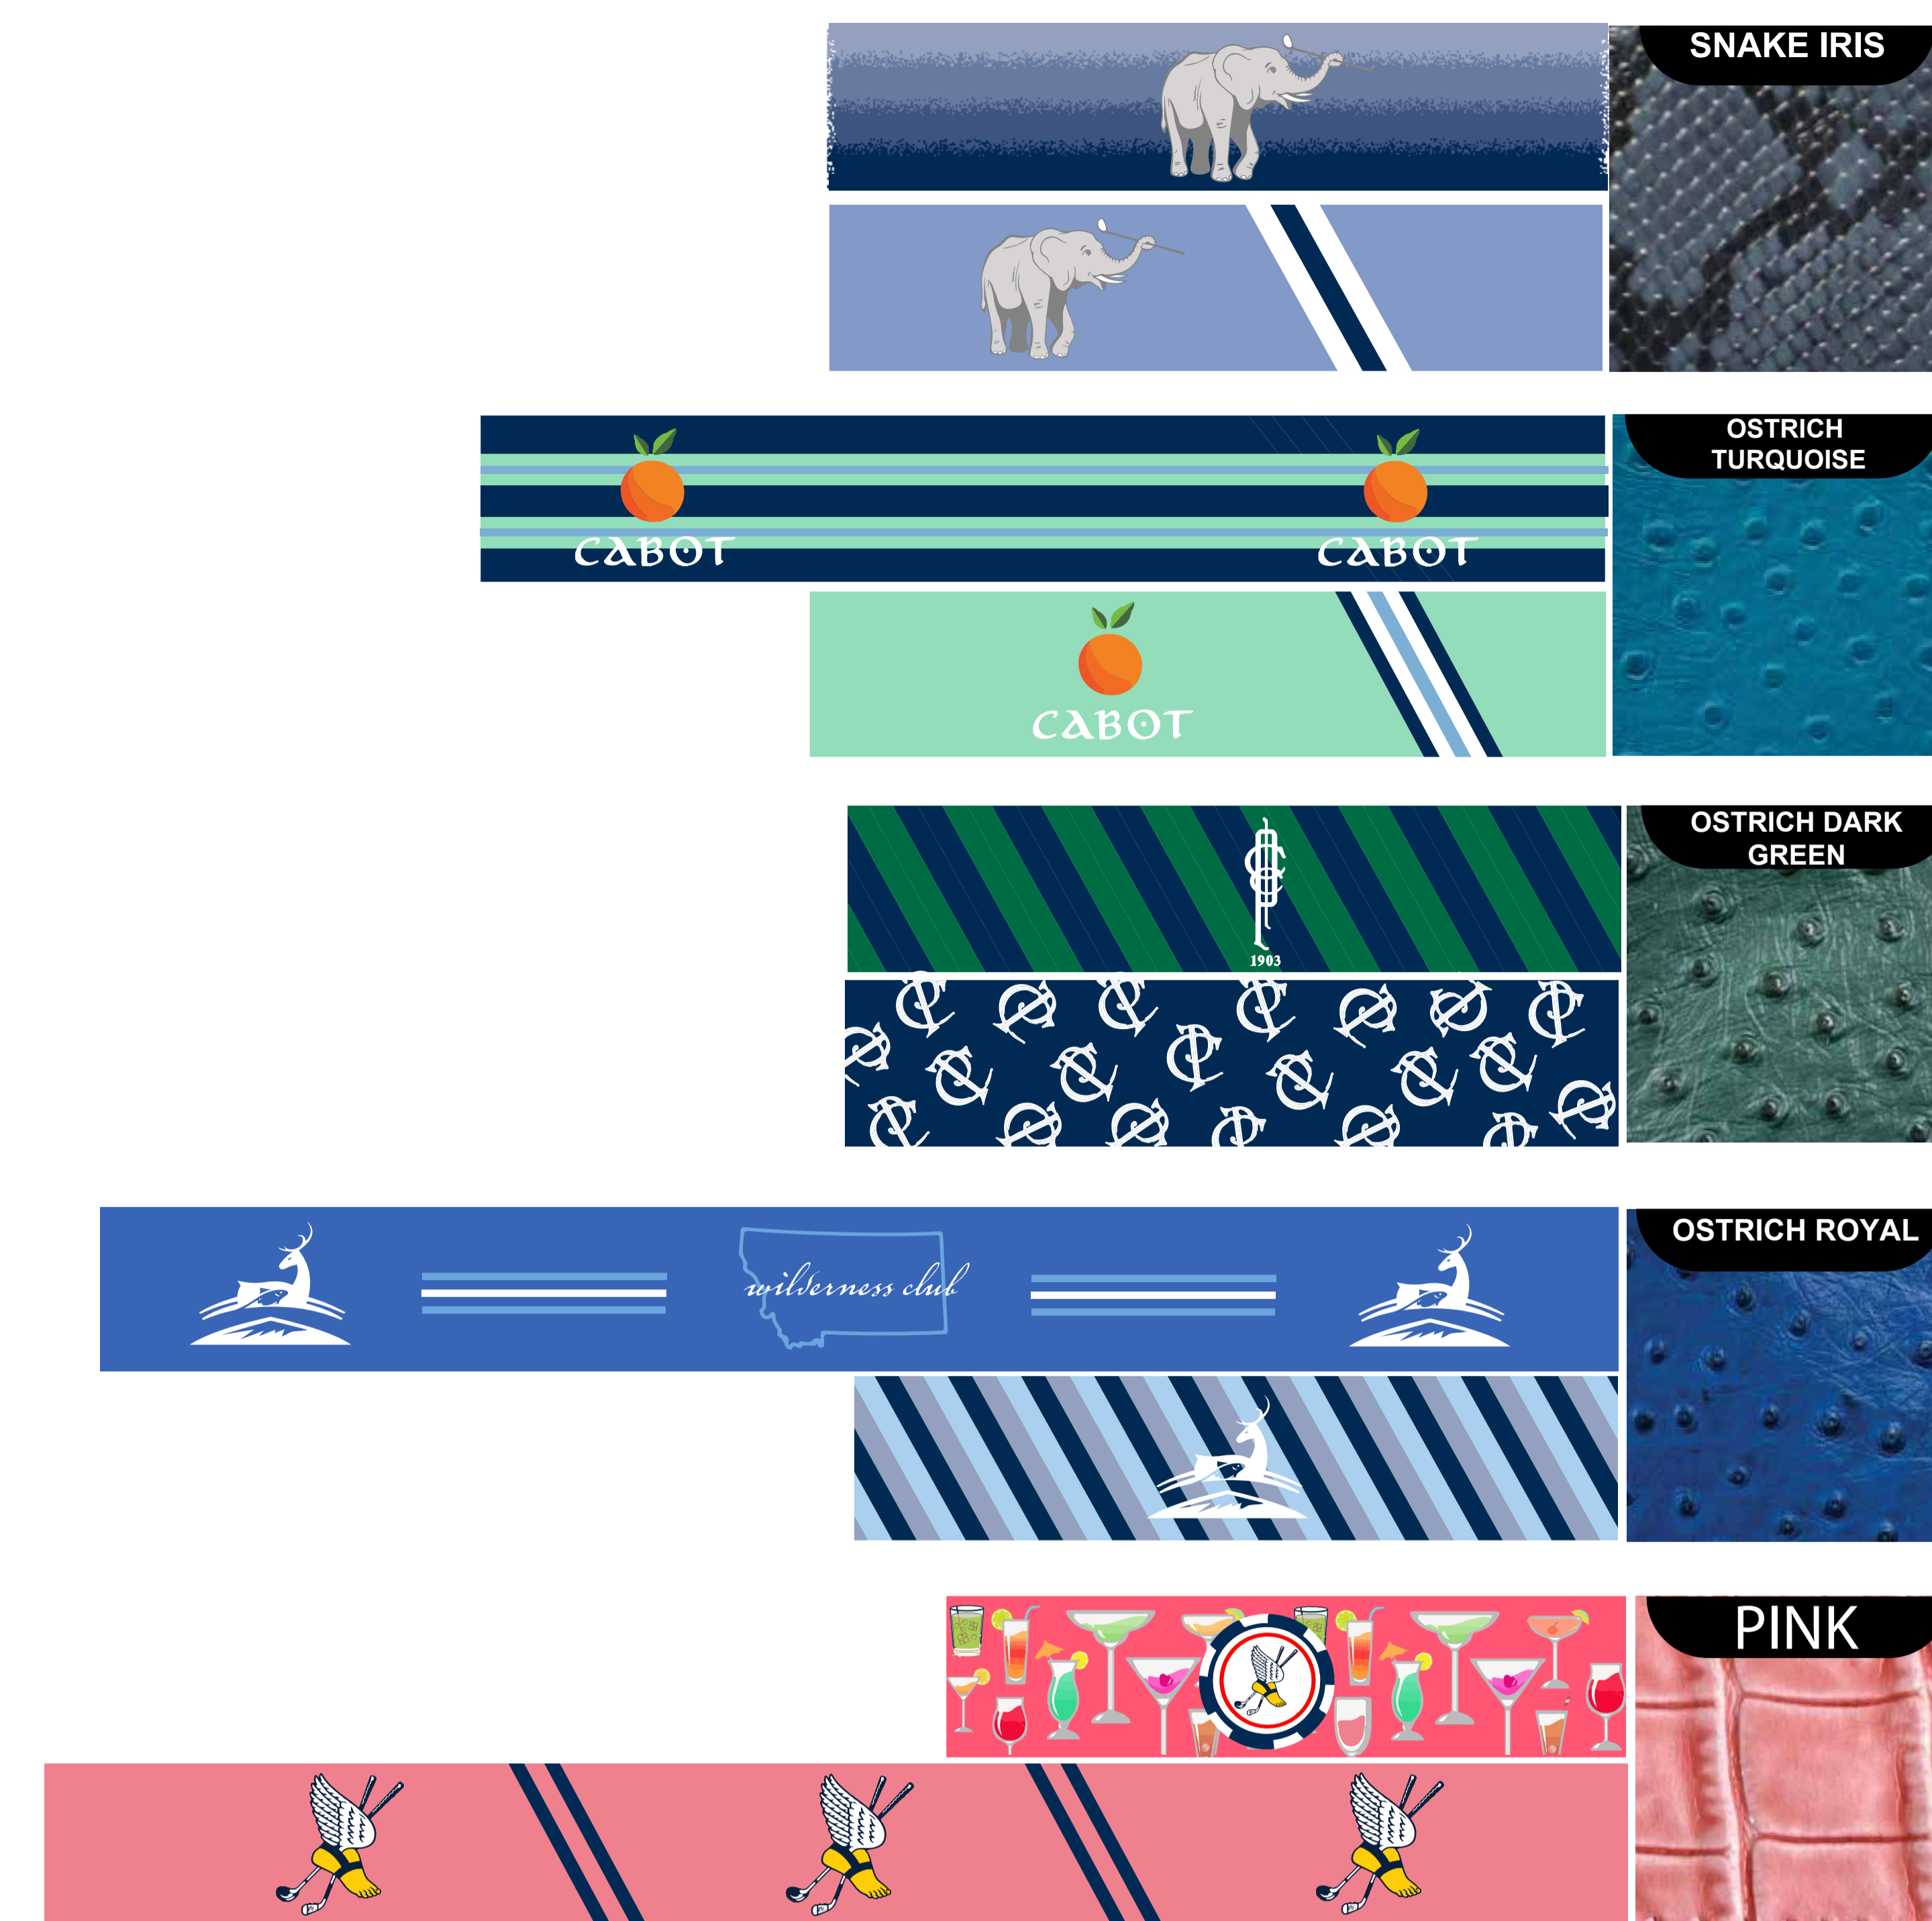 SNAKE IRIS
OSTRICH
TURQUOISE
CABOT
CABOT
CABOT
OSTRICH DARK
GREEN
1903
OSTRICH ROYAL
wilderness club
PINK